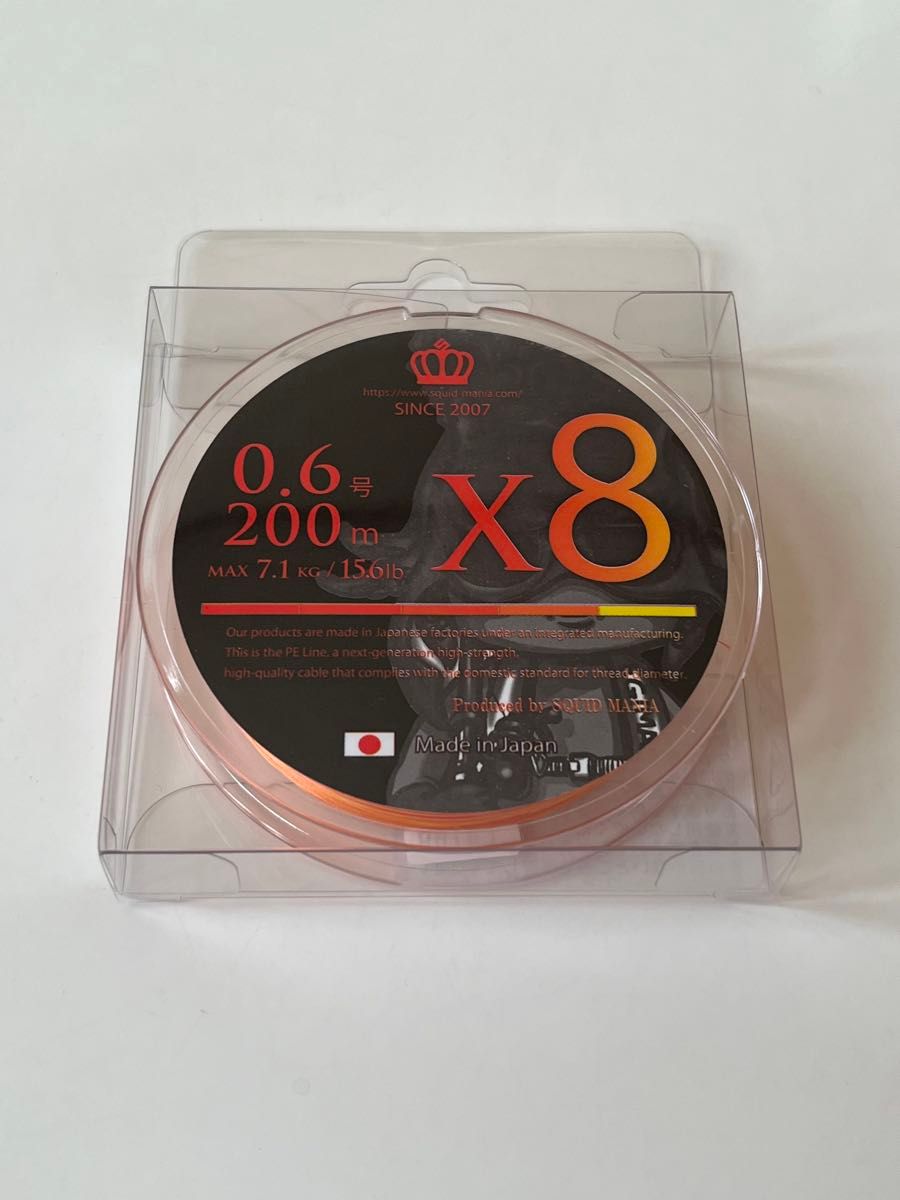 https://www.squid-mania.com/
SINCE 2007
0.6号
200m
x8
MAX 7.1 KG / 15.6lb
Our products are made in Japanese factories under an integrated manufacturing.
This is the PE Line, a next-generation high-strength,
high-quality cable that complies with the domestic standard for thread diameter.
Produced by SQUID MANIA
Made in Japan